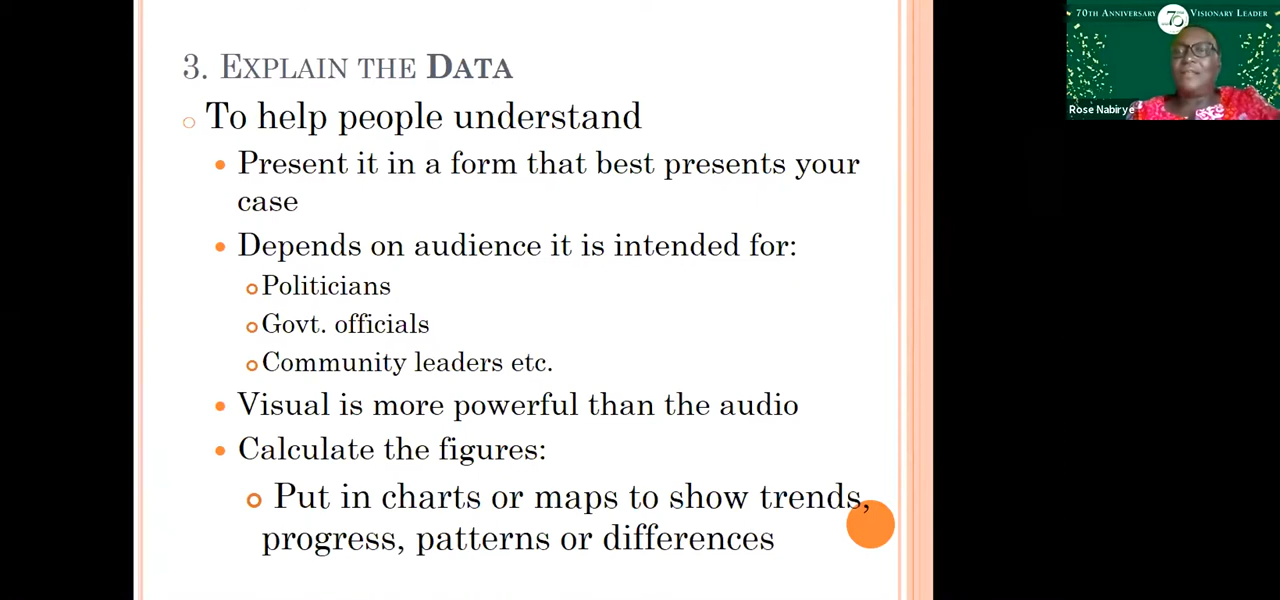 3. EXPLAIN THE DATA
To help people understand
Present it in a form that best presents your
case
Depends on audience it is intended for:
Politicians
Govt. officials
Community leaders etc.
Visual is more powerful than the audio
Calculate the figures:
Put in charts or maps to show trends,
progress, patterns or differences
70TH ANNIVERSARY
70
VISIONARY LEADER
Rose Nabirye